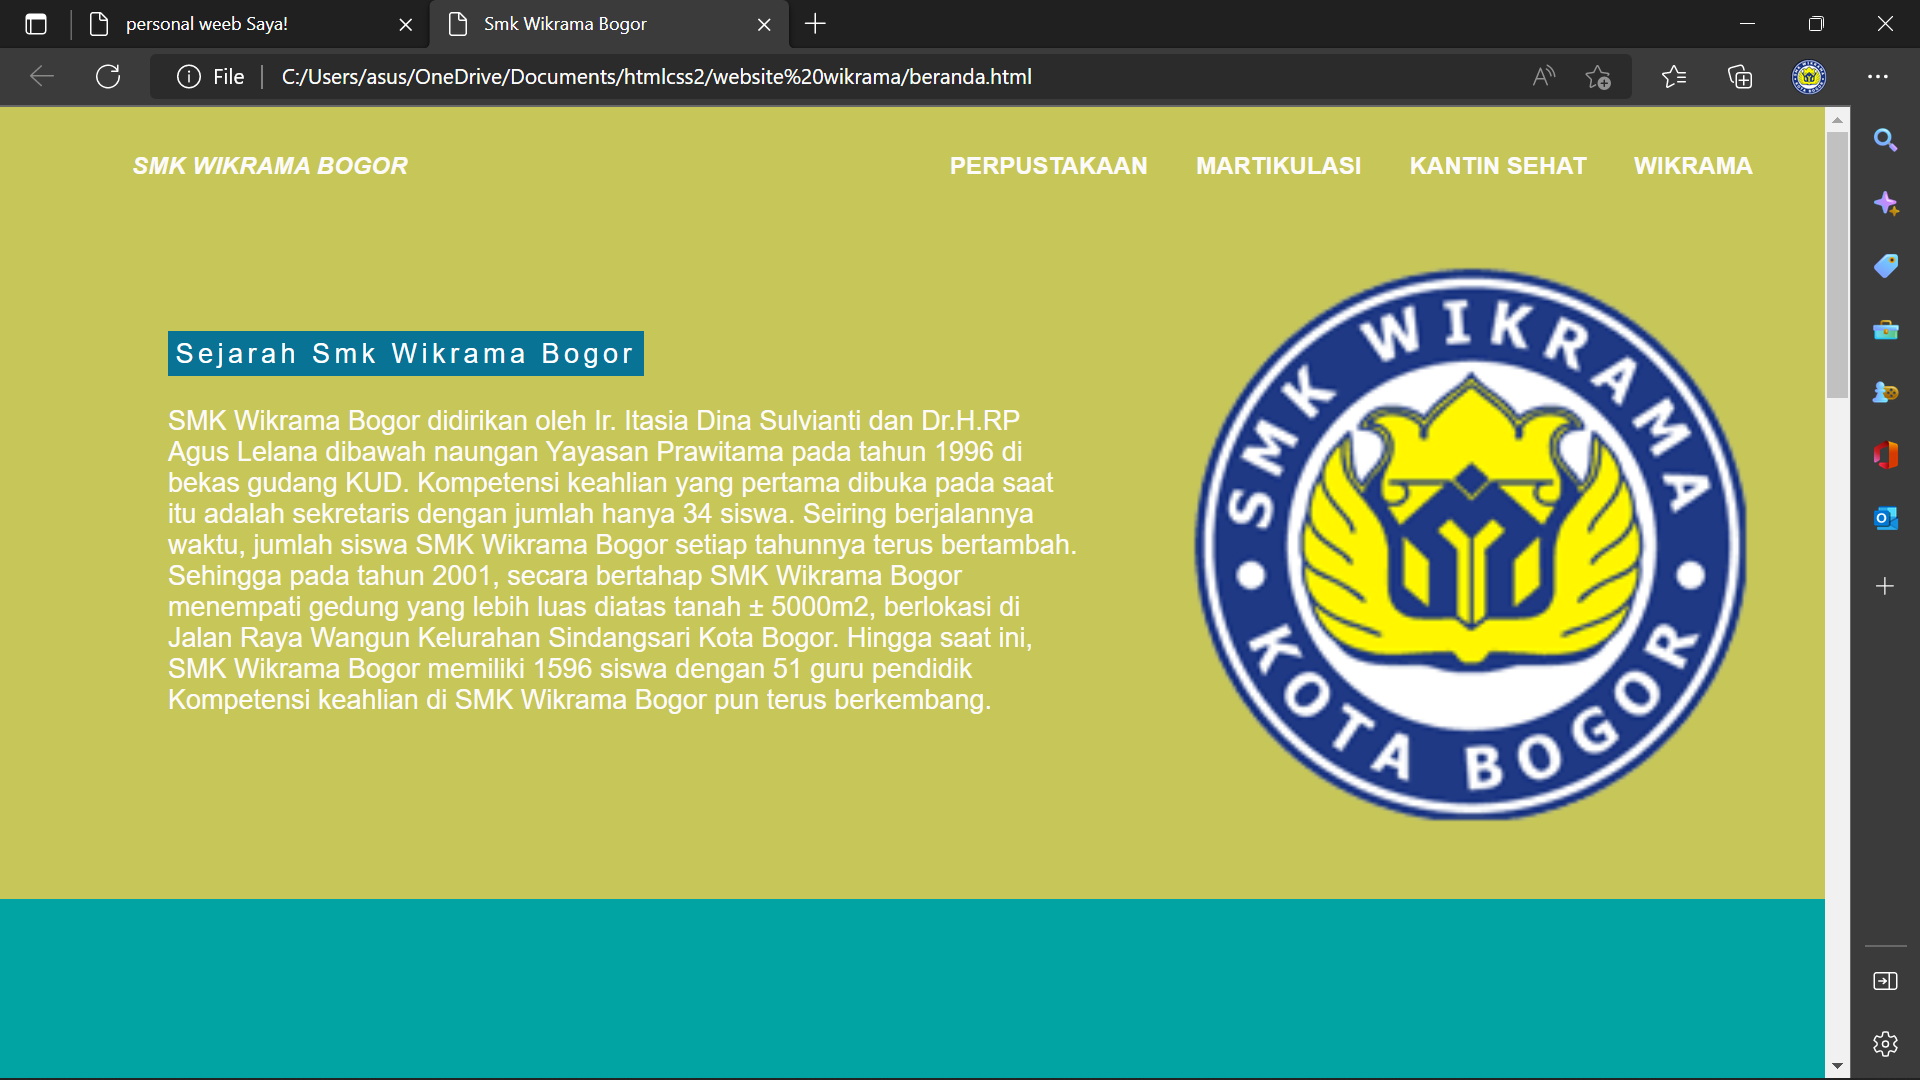 personal weeb Saya!
Smk Wikrama Bogor
File
C:/Users/asus/OneDrive/Documents/htmlcss2/website%20wikrama/beranda.html
SMK WIKRAMA BOGOR
PERPUSTAKAAN
MARTIKULASI
KANTIN SEHAT
WIKRAMA
Sejarah Smk Wikrama Bogor
SMK Wikrama Bogor didirikan oleh Ir. Itasia Dina Sulvianti dan Dr.H.RP
Agus Lelana dibawah naungan Yayasan Prawitama pada tahun 1996 di
bekas gudang KUD. Kompetensi keahlian yang pertama dibuka pada saat
itu adalah sekretaris dengan jumlah hanya 34 siswa. Seiring berjalannya
waktu, jumlah siswa SMK Wikrama Bogor setiap tahunnya terus bertambah.
Sehingga pada tahun 2001, secara bertahap SMK Wikrama Bogor
menempati gedung yang lebih luas diatas tanah ± 5000m2, berlokasi di
Jalan Raya Wangun Kelurahan Sindangsari Kota Bogor. Hingga saat ini,
SMK Wikrama Bogor memiliki 1596 siswa dengan 51 guru pendidik
Kompetensi keahlian di SMK Wikrama Bogor pun terus berkembang.
SMK WIKRAMA
KOTA BOGOR